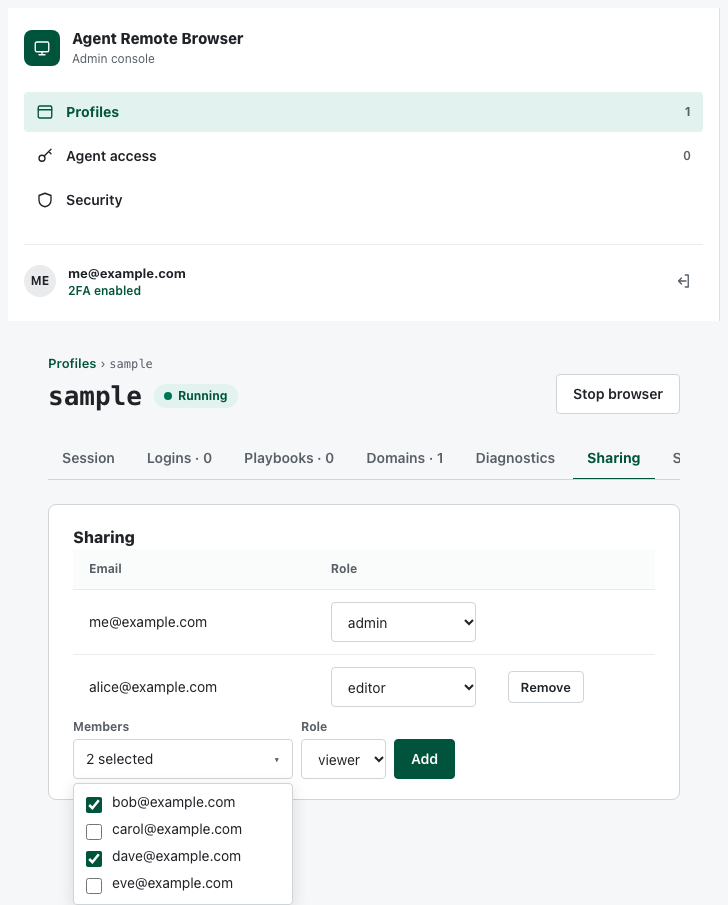 Agent Remote Browser
Admin console
Profiles 1
Agent access 0
Security
ME
me@example.com
2FA enabled
Profiles › sample
sample Running Stop browser
Session Logins · 0 Playbooks · 0 Domains · 1 Diagnostics Sharing S
Sharing
Email Role
me@example.com admin
alice@example.com editor Remove
Members Role
2 selected viewer Add
bob@example.com
carol@example.com
dave@example.com
eve@example.com